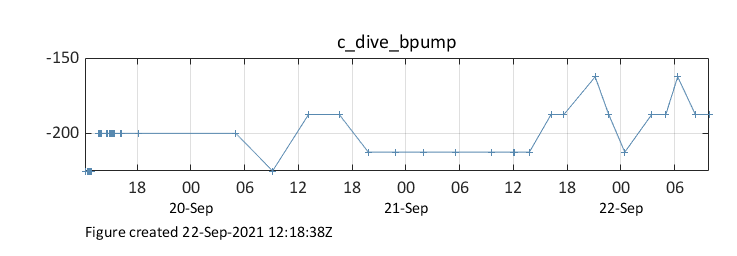 c_dive_bpump
-150
-200
18 00 06 12 18 00 06 12 18 00 06
20-Sep 21-Sep 22-Sep
Figure created 22-Sep-2021 12:18:38Z